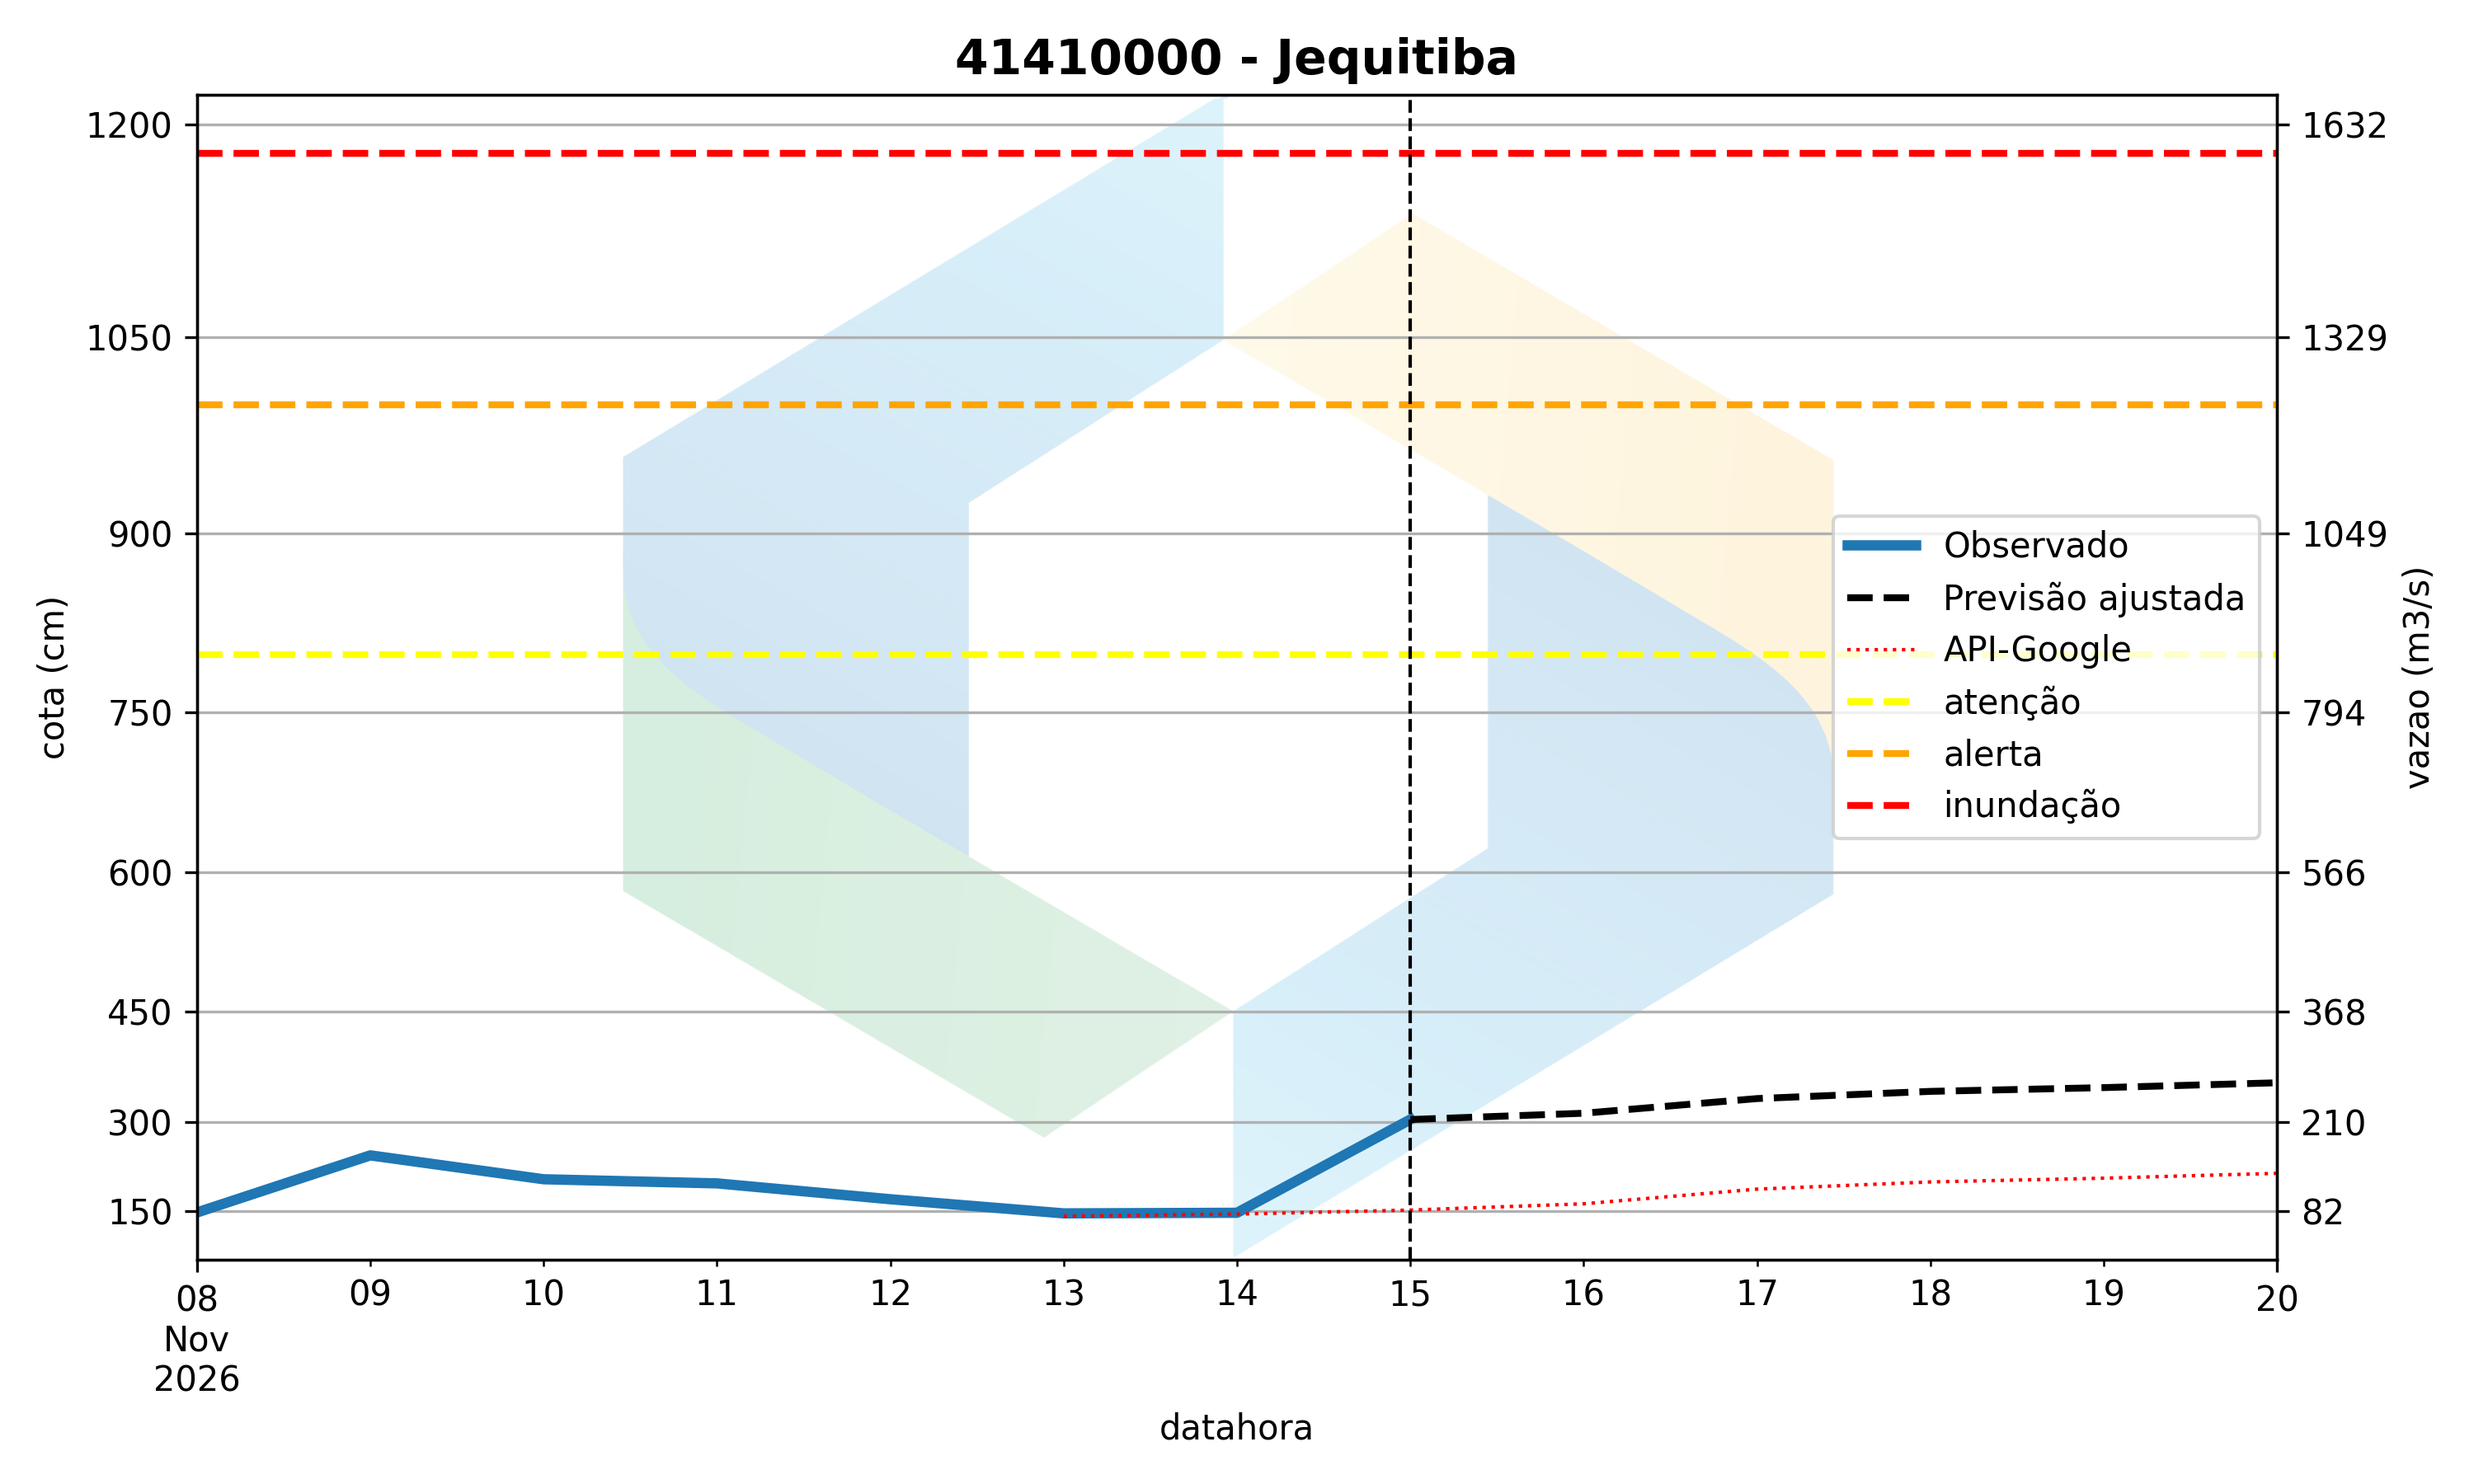 41410000 - Jequitiba
1200
1050
900
750
600
450
300
150
cota (cm)
1632
1329
1049
794
566
368
210
82
vazao (m3/s)
Observado
Previsão ajustada
API-Google
atenção
alerta
inundação
08 09 10 11 12 13 14 15 16 17 18 19 20
Nov
2026
datahora